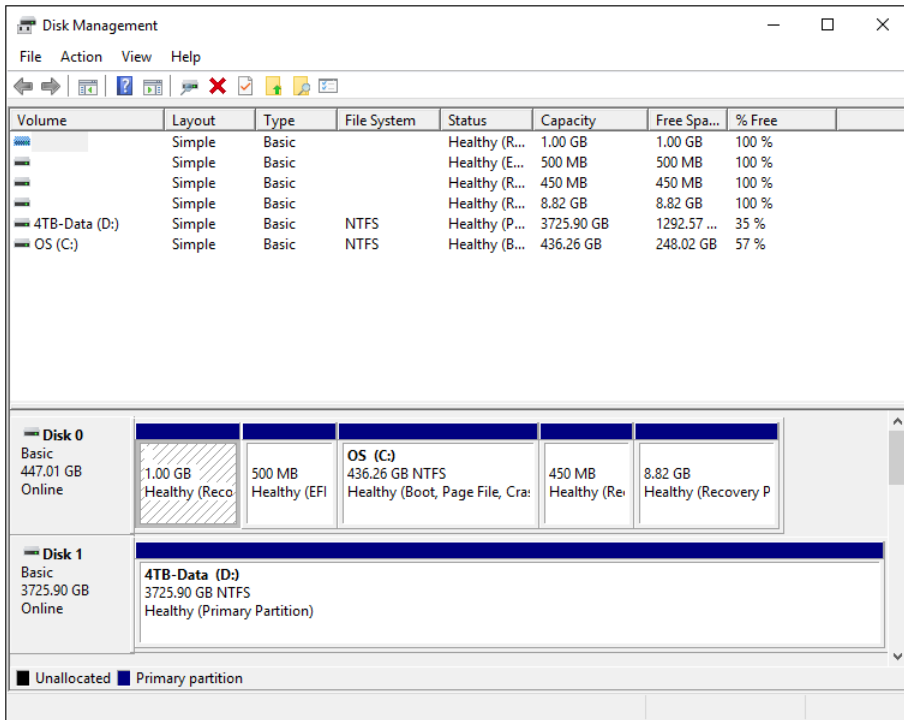 Disk Management
File Action View Help
Volume Layout Type File System Status Capacity Free Spa... % Free
Simple Basic Healthy (R... 1.00 GB 1.00 GB 100 %
Simple Basic Healthy (E... 500 MB 500 MB 100 %
Simple Basic Healthy (R... 450 MB 450 MB 100 %
Simple Basic Healthy (R... 8.82 GB 8.82 GB 100 %
4TB-Data (D:) Simple Basic NTFS Healthy (P... 3725.90 GB 1292.57 ... 35 %
OS (C:) Simple Basic NTFS Healthy (B... 436.26 GB 248.02 GB 57 %
Disk 0
Basic
447.01 GB
Online
1.00 GB
Healthy (Reco
500 MB
Healthy (EFI
OS (C:)
436.26 GB NTFS
Healthy (Boot, Page File, Cras
450 MB
Healthy (Re
8.82 GB
Healthy (Recovery P
Disk 1
Basic
3725.90 GB
Online
4TB-Data (D:)
3725.90 GB NTFS
Healthy (Primary Partition)
Unallocated Primary partition